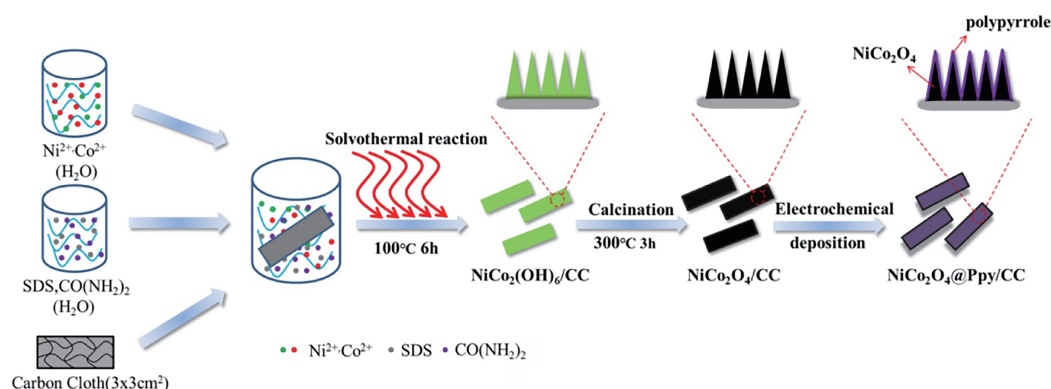 polypyrrole
NiCo₂O₄
Ni²⁺·Co²⁺
(H₂O)
Solvothermal reaction
100°C 6h
SDS,CO(NH₂)₂
(H₂O)
Calcination
300°C 3h
Electrochemical
deposition
NiCo₂(OH)₆/CC
NiCo₂O₄/CC
NiCo₂O₄@Ppy/CC
Ni²⁺·Co²⁺ SDS CO(NH₂)₂
Carbon Cloth(3x3cm²)